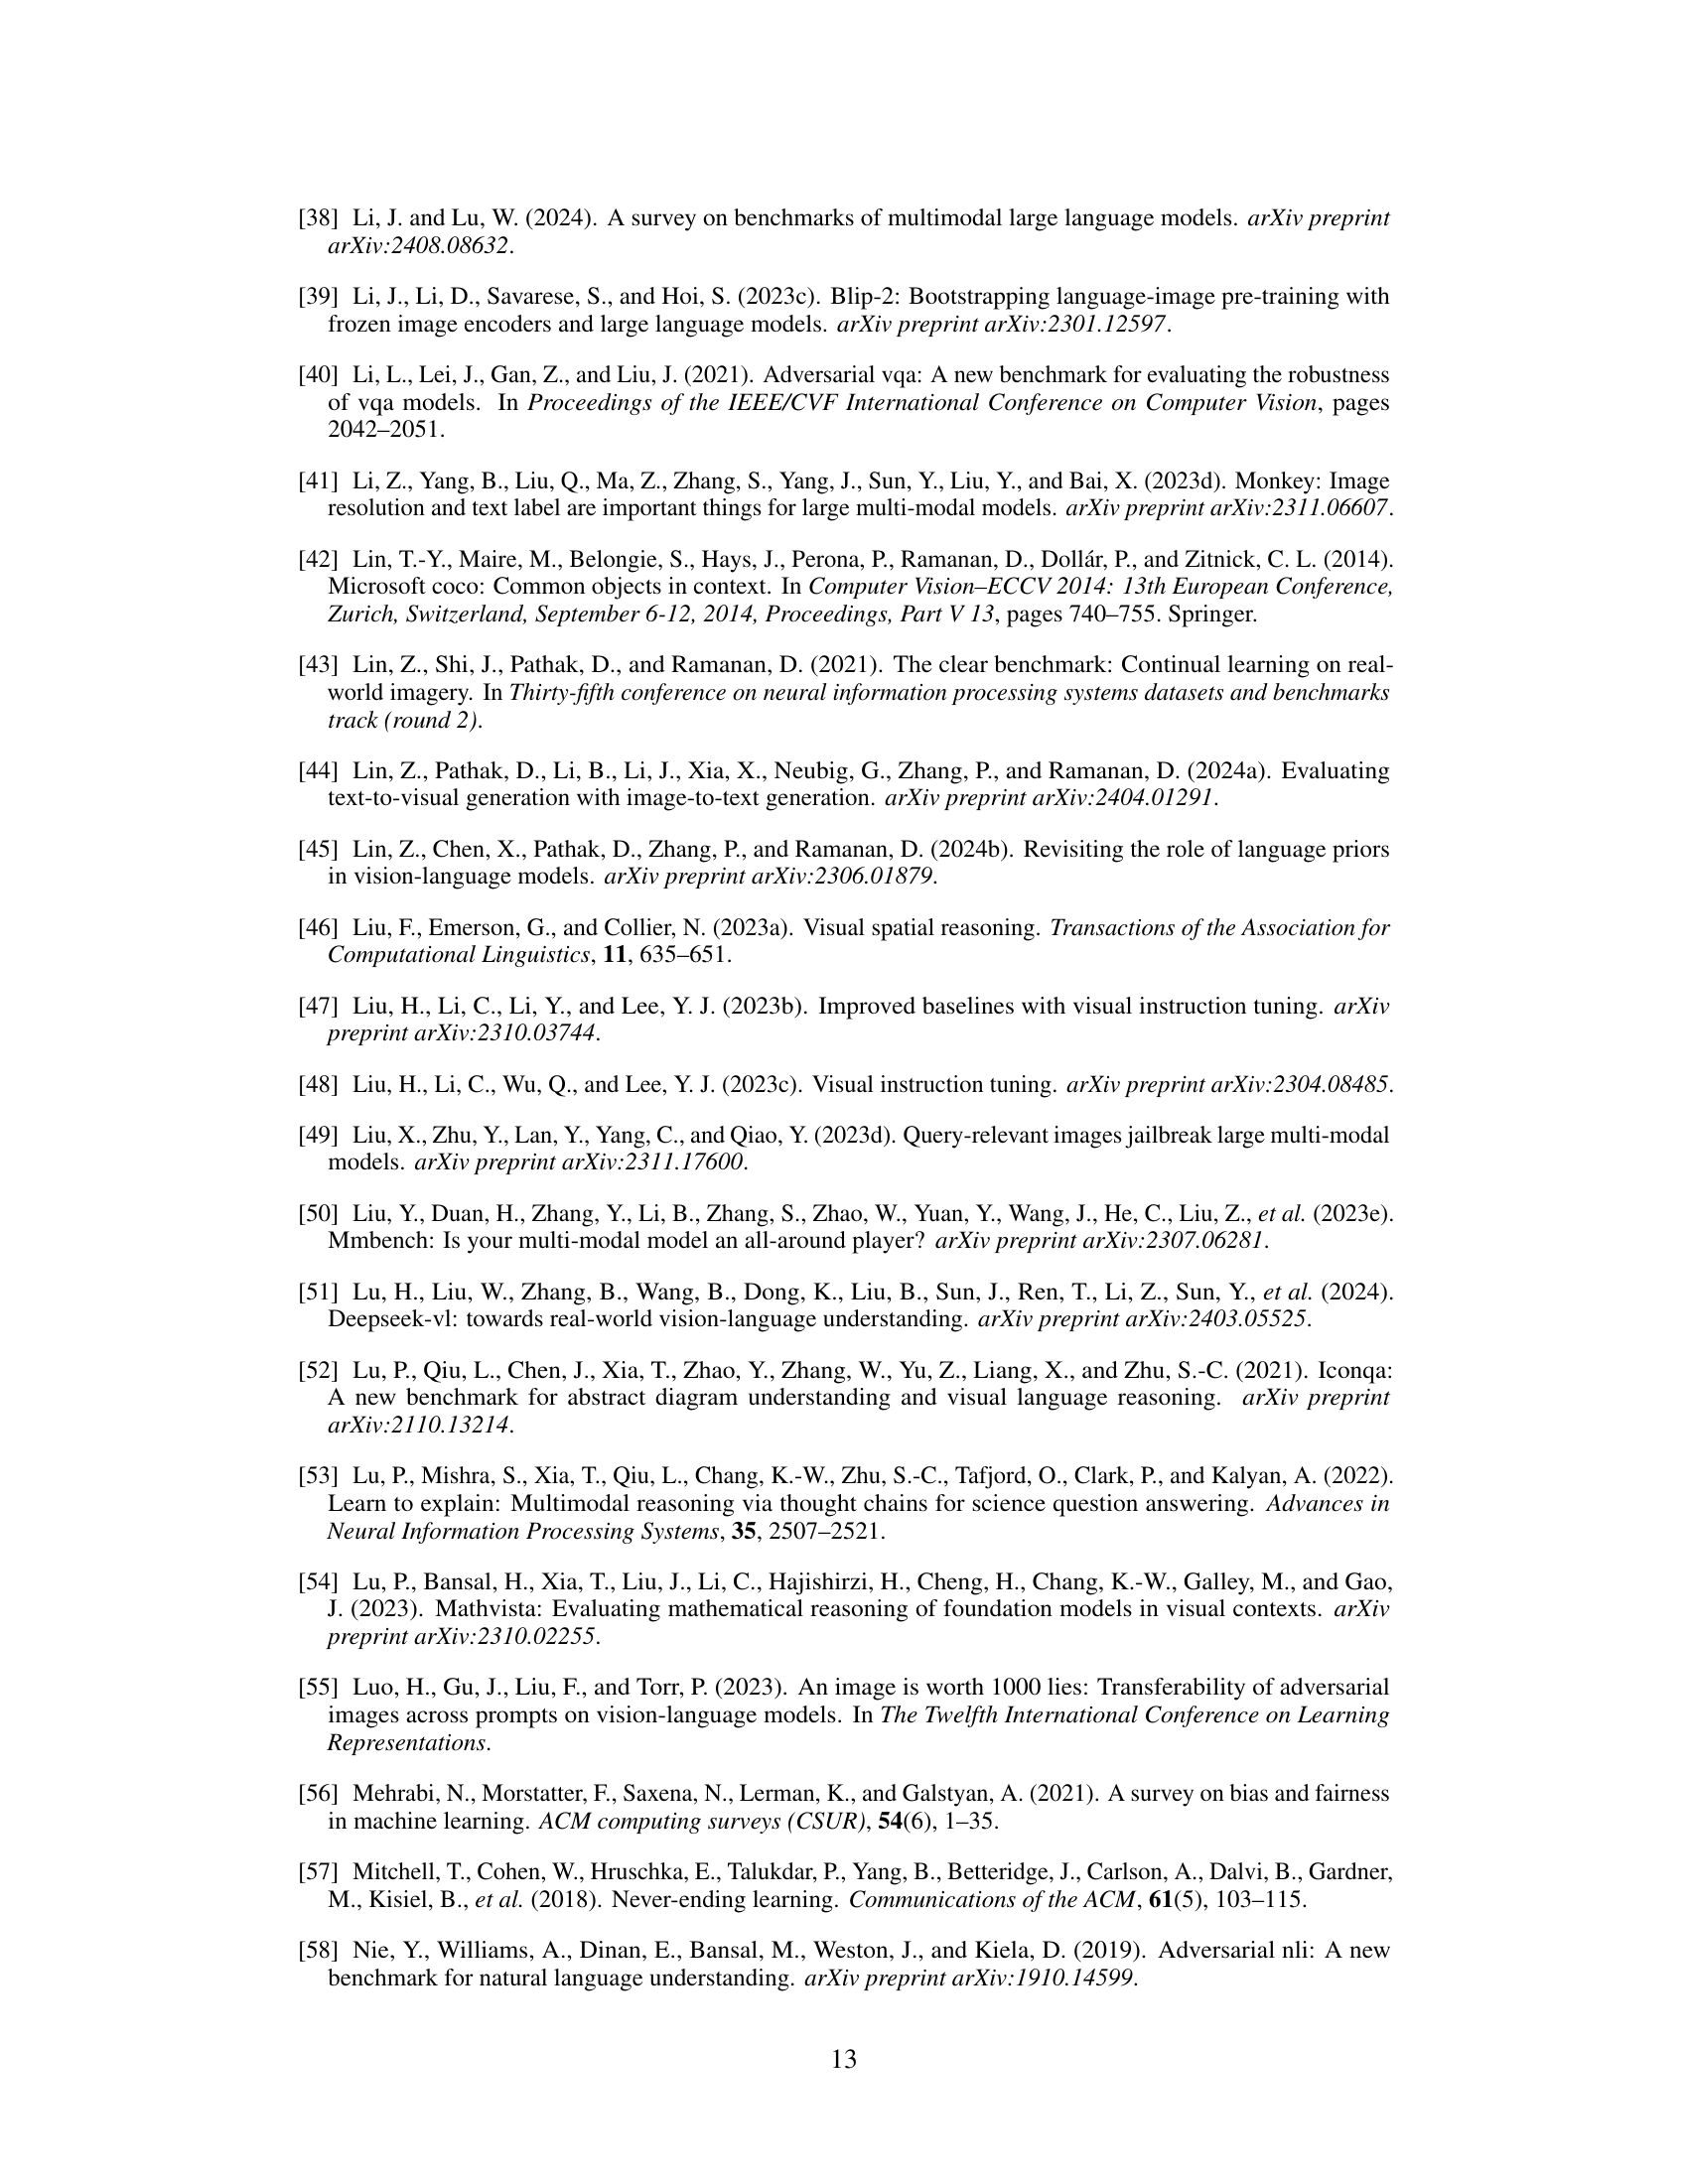 [38] Li, J. and Lu, W. (2024). A survey on benchmarks of multimodal large language models. arXiv preprint
arXiv:2408.08632.
[39] Li, J., Li, D., Savarese, S., and Hoi, S. (2023c). Blip-2: Bootstrapping language-image pre-training with
frozen image encoders and large language models. arXiv preprint arXiv:2301.12597.
[40] Li, L., Lei, J., Gan, Z., and Liu, J. (2021). Adversarial vqa: A new benchmark for evaluating the robustness
of vqa models. In Proceedings of the IEEE/CVF International Conference on Computer Vision, pages
2042–2051.
[41] Li, Z., Yang, B., Liu, Q., Ma, Z., Zhang, S., Yang, J., Sun, Y., Liu, Y., and Bai, X. (2023d). Monkey: Image
resolution and text label are important things for large multi-modal models. arXiv preprint arXiv:2311.06607.
[42] Lin, T.-Y., Maire, M., Belongie, S., Hays, J., Perona, P., Ramanan, D., Dollár, P., and Zitnick, C. L. (2014).
Microsoft coco: Common objects in context. In Computer Vision–ECCV 2014: 13th European Conference,
Zurich, Switzerland, September 6-12, 2014, Proceedings, Part V 13, pages 740–755. Springer.
[43] Lin, Z., Shi, J., Pathak, D., and Ramanan, D. (2021). The clear benchmark: Continual learning on real-
world imagery. In Thirty-fifth conference on neural information processing systems datasets and benchmarks
track (round 2).
[44] Lin, Z., Pathak, D., Li, B., Li, J., Xia, X., Neubig, G., Zhang, P., and Ramanan, D. (2024a). Evaluating
text-to-visual generation with image-to-text generation. arXiv preprint arXiv:2404.01291.
[45] Lin, Z., Chen, X., Pathak, D., Zhang, P., and Ramanan, D. (2024b). Revisiting the role of language priors
in vision-language models. arXiv preprint arXiv:2306.01879.
[46] Liu, F., Emerson, G., and Collier, N. (2023a). Visual spatial reasoning. Transactions of the Association for
Computational Linguistics, 11, 635–651.
[47] Liu, H., Li, C., Li, Y., and Lee, Y. J. (2023b). Improved baselines with visual instruction tuning. arXiv
preprint arXiv:2310.03744.
[48] Liu, H., Li, C., Wu, Q., and Lee, Y. J. (2023c). Visual instruction tuning. arXiv preprint arXiv:2304.08485.
[49] Liu, X., Zhu, Y., Lan, Y., Yang, C., and Qiao, Y. (2023d). Query-relevant images jailbreak large multi-modal
models. arXiv preprint arXiv:2311.17600.
[50] Liu, Y., Duan, H., Zhang, Y., Li, B., Zhang, S., Zhao, W., Yuan, Y., Wang, J., He, C., Liu, Z., et al. (2023e).
Mmbench: Is your multi-modal model an all-around player? arXiv preprint arXiv:2307.06281.
[51] Lu, H., Liu, W., Zhang, B., Wang, B., Dong, K., Liu, B., Sun, J., Ren, T., Li, Z., Sun, Y., et al. (2024).
Deepseek-vl: towards real-world vision-language understanding. arXiv preprint arXiv:2403.05525.
[52] Lu, P., Qiu, L., Chen, J., Xia, T., Zhao, Y., Zhang, W., Yu, Z., Liang, X., and Zhu, S.-C. (2021). Iconqa:
A new benchmark for abstract diagram understanding and visual language reasoning. arXiv preprint
arXiv:2110.13214.
[53] Lu, P., Mishra, S., Xia, T., Qiu, L., Chang, K.-W., Zhu, S.-C., Tafjord, O., Clark, P., and Kalyan, A. (2022).
Learn to explain: Multimodal reasoning via thought chains for science question answering. Advances in
Neural Information Processing Systems, 35, 2507–2521.
[54] Lu, P., Bansal, H., Xia, T., Liu, J., Li, C., Hajishirzi, H., Cheng, H., Chang, K.-W., Galley, M., and Gao,
J. (2023). Mathvista: Evaluating mathematical reasoning of foundation models in visual contexts. arXiv
preprint arXiv:2310.02255.
[55] Luo, H., Gu, J., Liu, F., and Torr, P. (2023). An image is worth 1000 lies: Transferability of adversarial
images across prompts on vision-language models. In The Twelfth International Conference on Learning
Representations.
[56] Mehrabi, N., Morstatter, F., Saxena, N., Lerman, K., and Galstyan, A. (2021). A survey on bias and fairness
in machine learning. ACM computing surveys (CSUR), 54(6), 1–35.
[57] Mitchell, T., Cohen, W., Hruschka, E., Talukdar, P., Yang, B., Betteridge, J., Carlson, A., Dalvi, B., Gardner,
M., Kisiel, B., et al. (2018). Never-ending learning. Communications of the ACM, 61(5), 103–115.
[58] Nie, Y., Williams, A., Dinan, E., Bansal, M., Weston, J., and Kiela, D. (2019). Adversarial nli: A new
benchmark for natural language understanding. arXiv preprint arXiv:1910.14599.
13